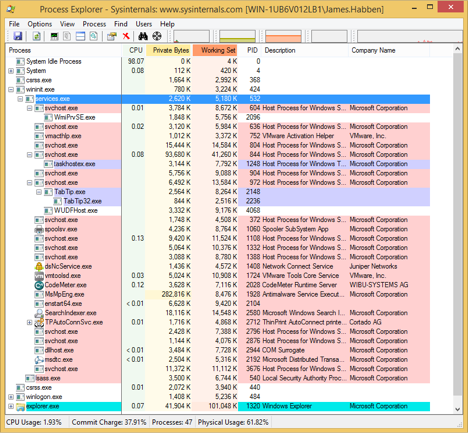 Process Explorer - Sysinternals: www.sysinternals.com [WIN-1UB6V012LB1\James.Habben]
File Options View Process Find Users Help
Process CPU Private Bytes Working Set PID Description Company Name
System Idle Process 98.07 0 K 4 K 0
System 0.08 112 K 420 K 4
csrss.exe 1,664 K 2,992 K 368
wininit.exe 780 K 3,224 K 424
services.exe 2,620 K 5,180 K 532
svchost.exe 0.01 3,784 K 8,672 K 604 Host Process for Windows S... Microsoft Corporation
WmiPrvSE.exe 1,848 K 5,756 K 2096
svchost.exe 0.02 3,120 K 5,984 K 636 Host Process for Windows S... Microsoft Corporation
vmacthlp.exe 1,012 K 3,372 K 752 VMware Activation Helper VMware, Inc.
svchost.exe 15,444 K 14,584 K 804 Host Process for Windows S... Microsoft Corporation
svchost.exe 0.08 93,680 K 41,260 K 844 Host Process for Windows S... Microsoft Corporation
taskhostex.exe 3,144 K 7,792 K 1248 Host Process for Windows T... Microsoft Corporation
svchost.exe 5,756 K 9,088 K 904 Host Process for Windows S... Microsoft Corporation
svchost.exe 6,492 K 13,584 K 972 Host Process for Windows S... Microsoft Corporation
TabTip.exe 2,564 K 8,264 K 2148
TabTip32.exe 844 K 2,516 K 2236
WUDFHost.exe 3,332 K 9,176 K 4068
svchost.exe 1,748 K 4,508 K 372 Host Process for Windows S... Microsoft Corporation
spoolsv.exe 4,236 K 8,764 K 1060 Spooler SubSystem App Microsoft Corporation
svchost.exe 0.13 9,420 K 11,524 K 1108 Host Process for Windows S... Microsoft Corporation
svchost.exe 5,064 K 10,376 K 1332 Host Process for Windows S... Microsoft Corporation
svchost.exe 3,088 K 8,780 K 1388 Host Process for Windows S... Microsoft Corporation
dsNcService.exe 1,436 K 4,572 K 1408 Network Connect Service Juniper Networks
vmtoolsd.exe 0.03 5,024 K 10,908 K 1724 VMware Tools Core Service VMware, Inc.
CodeMeter.exe 0.12 3,628 K 7,116 K 2028 CodeMeter Runtime Server WIBU-SYSTEMS AG
MsMpEng.exe 282,816 K 8,476 K 1928 Antimalware Service Execut... Microsoft Corporation
enstart64.exe < 0.01 6,628 K 9,420 K 2104
SearchIndexer.exe 18,116 K 14,548 K 2580 Microsoft Windows Search I... Microsoft Corporation
TPAutoConnSvc.exe 0.01 1,716 K 4,868 K 2712 ThinPrint AutoConnect printe... Cortado AG
svchost.exe 2,428 K 7,388 K 2796 Host Process for Windows S... Microsoft Corporation
svchost.exe 1,144 K 4,076 K 2876 Host Process for Windows S... Microsoft Corporation
dllhost.exe < 0.01 3,484 K 7,728 K 2944 COM Surrogate Microsoft Corporation
msdtc.exe < 0.01 2,504 K 5,316 K 2192 Microsoft Distributed Transa... Microsoft Corporation
svchost.exe 11,372 K 11,112 K 3676 Host Process for Windows S... Microsoft Corporation
lsass.exe 3,500 K 6,744 K 540 Local Security Authority Proc... Microsoft Corporation
csrss.exe 0.01 2,072 K 3,940 K 440
winlogon.exe 1,408 K 5,236 K 484
explorer.exe 0.07 41,904 K 101,048 K 1320 Windows Explorer Microsoft Corporation
CPU Usage: 1.93% Commit Charge: 37.91% Processes: 47 Physical Usage: 61.82%